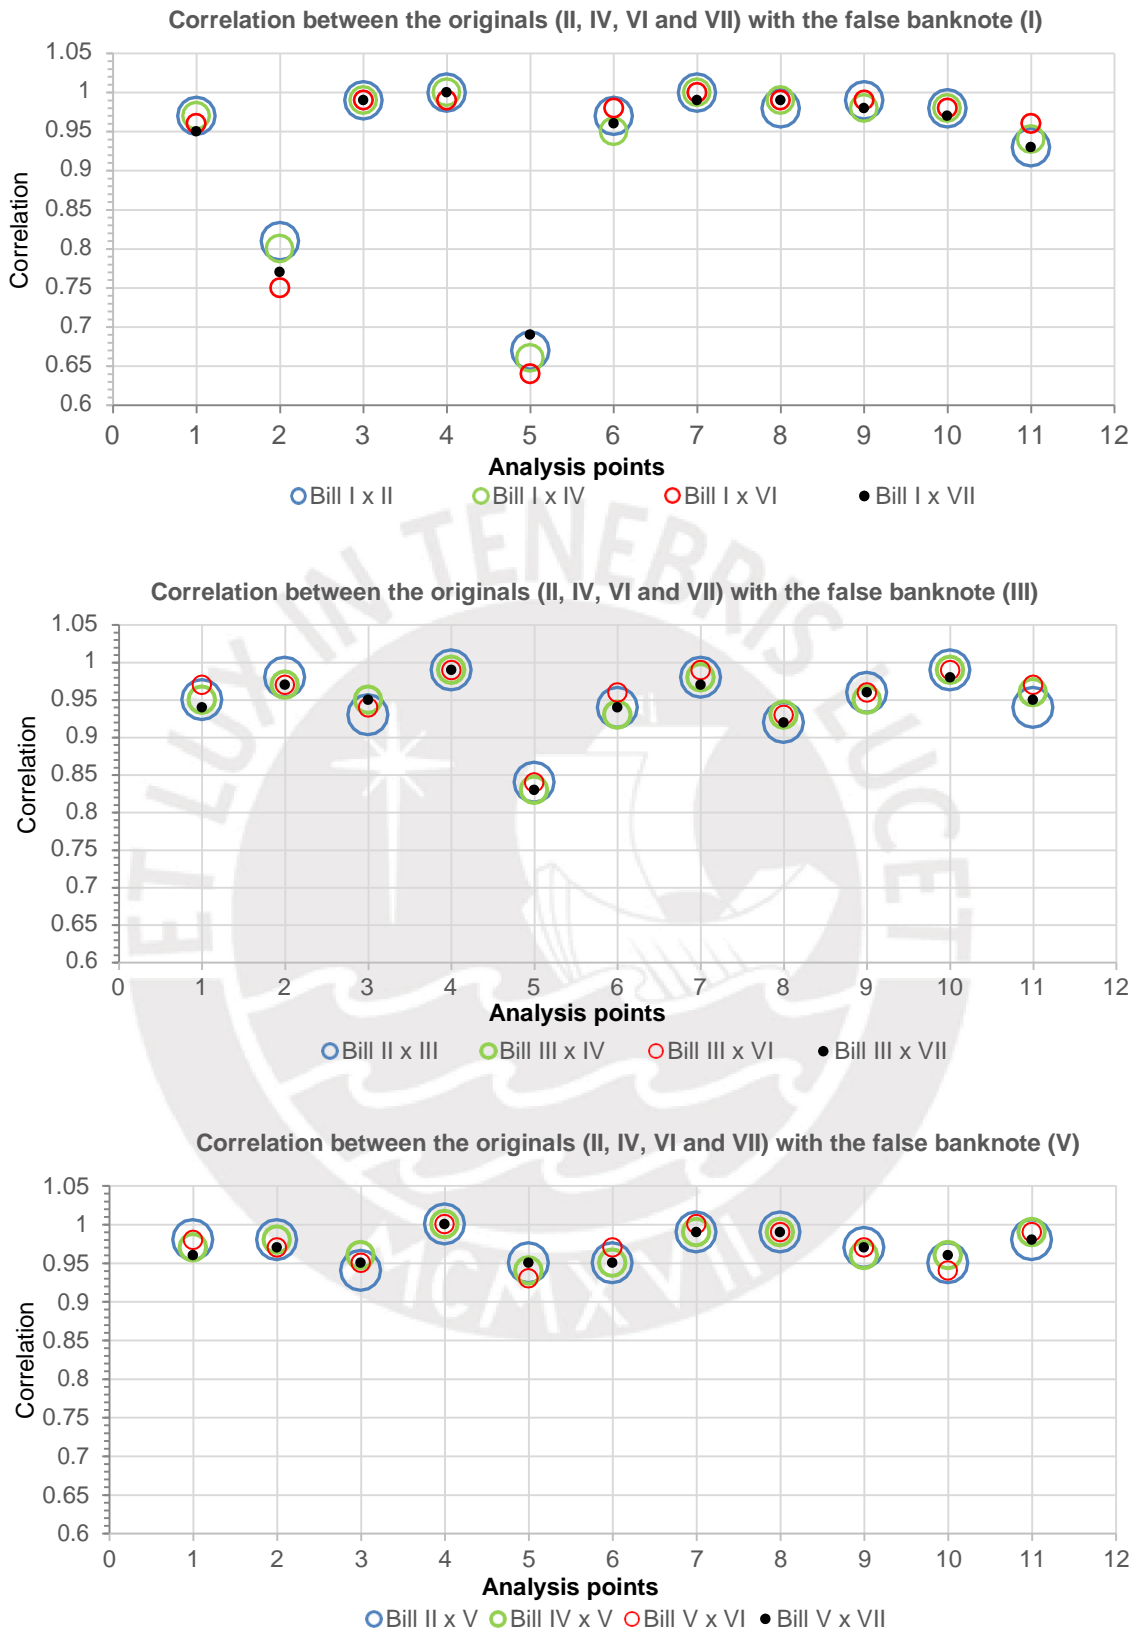 Correlation between the originals (II, IV, VI and VII) with the false banknote (I)
1.05
1
0.95
0.9
0.85
0.8
0.75
0.7
0.65
0.6
Correlation
0 1 2 3 4 5 6 7 8 9 10 11 12
Analysis points
Bill I x II Bill I x IV Bill I x VI Bill I x VII
ET LUX IN TENEBRIS LUCET
Correlation between the originals (II, IV, VI and VII) with the false banknote (III)
1.05
1
0.95
0.9
0.85
0.8
0.75
0.7
0.65
0.6
Correlation
0 1 2 3 4 5 6 7 8 9 10 11 12
Analysis points
Bill II x III Bill III x IV Bill III x VI Bill III x VII
Correlation between the originals (II, IV, VI and VII) with the false banknote (V)
1.05
1
0.95
0.9
0.85
0.8
0.75
0.7
0.65
0.6
Correlation
MCMXVII
0 1 2 3 4 5 6 7 8 9 10 11 12
Analysis points
Bill II x V Bill IV x V Bill V x VI Bill V x VII